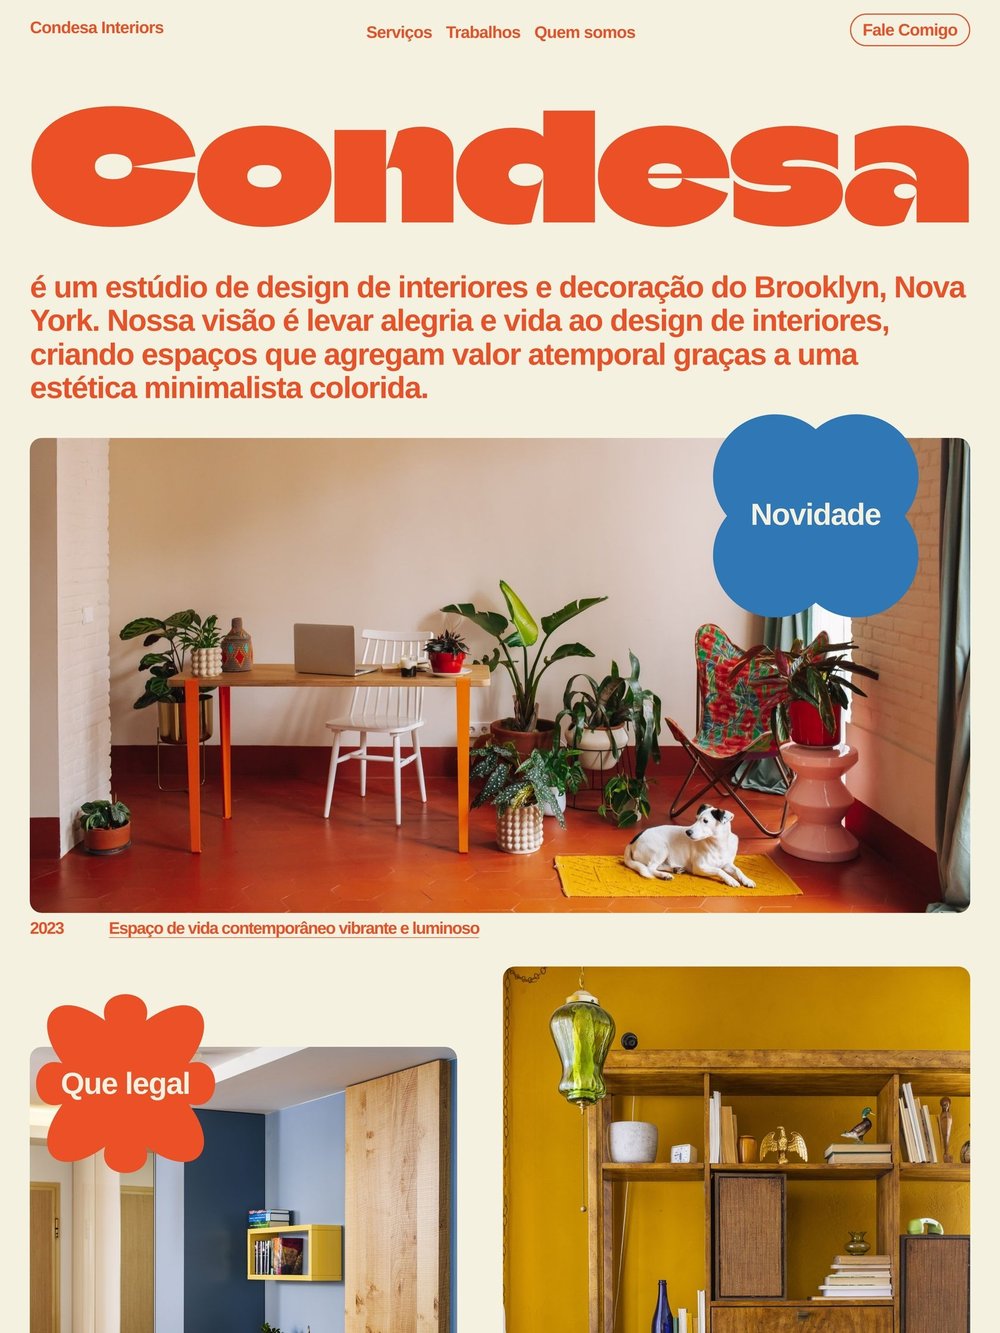 Condesa Interiors
Serviços Trabalhos Quem somos
Fale Comigo
Condesa
é um estúdio de design de interiores e decoração do Brooklyn, Nova
York. Nossa visão é levar alegria e vida ao design de interiores,
criando espaços que agregam valor atemporal graças a uma
estética minimalista colorida.
Novidade
2023 Espaço de vida contemporâneo vibrante e luminoso
Que legal